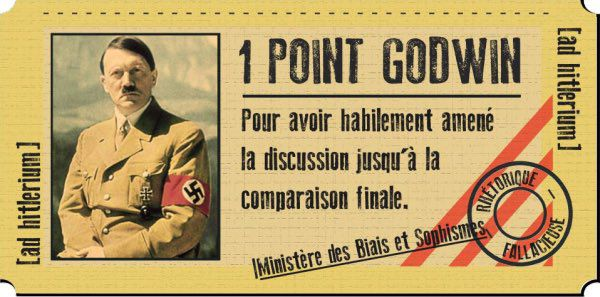 [ad hitlerium]
1 POINT GODWIN
Pour avoir habilement amené
la discussion jusqu'à la
comparaison finale.
|Ministère des Biais et Sophismes|
RHÉTORIQUE
FALLACIEUSE
[ad hitlerium]